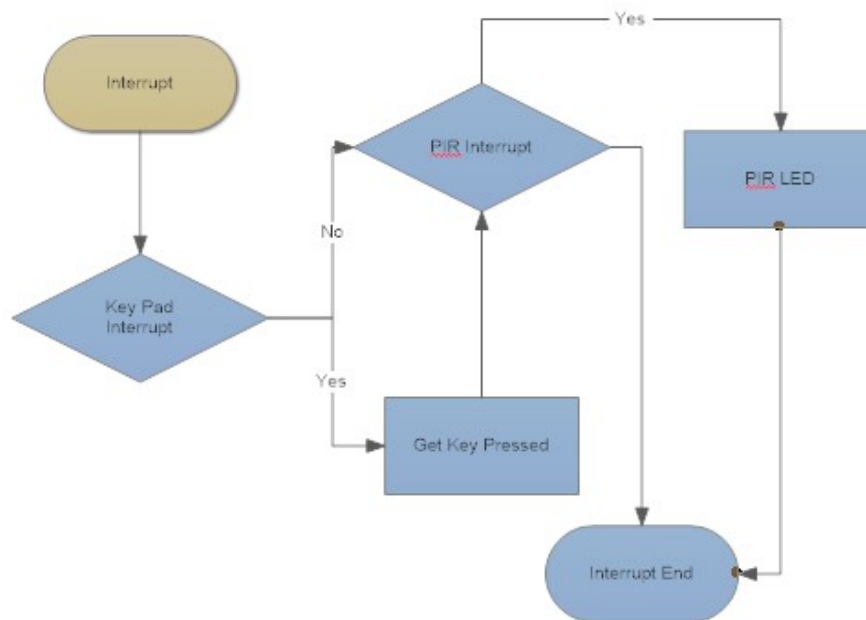 Yes
Interrupt
PIR Interrupt
PIR LED
No
Key Pad
Interrupt
Yes
Get Key Pressed
Interrupt End